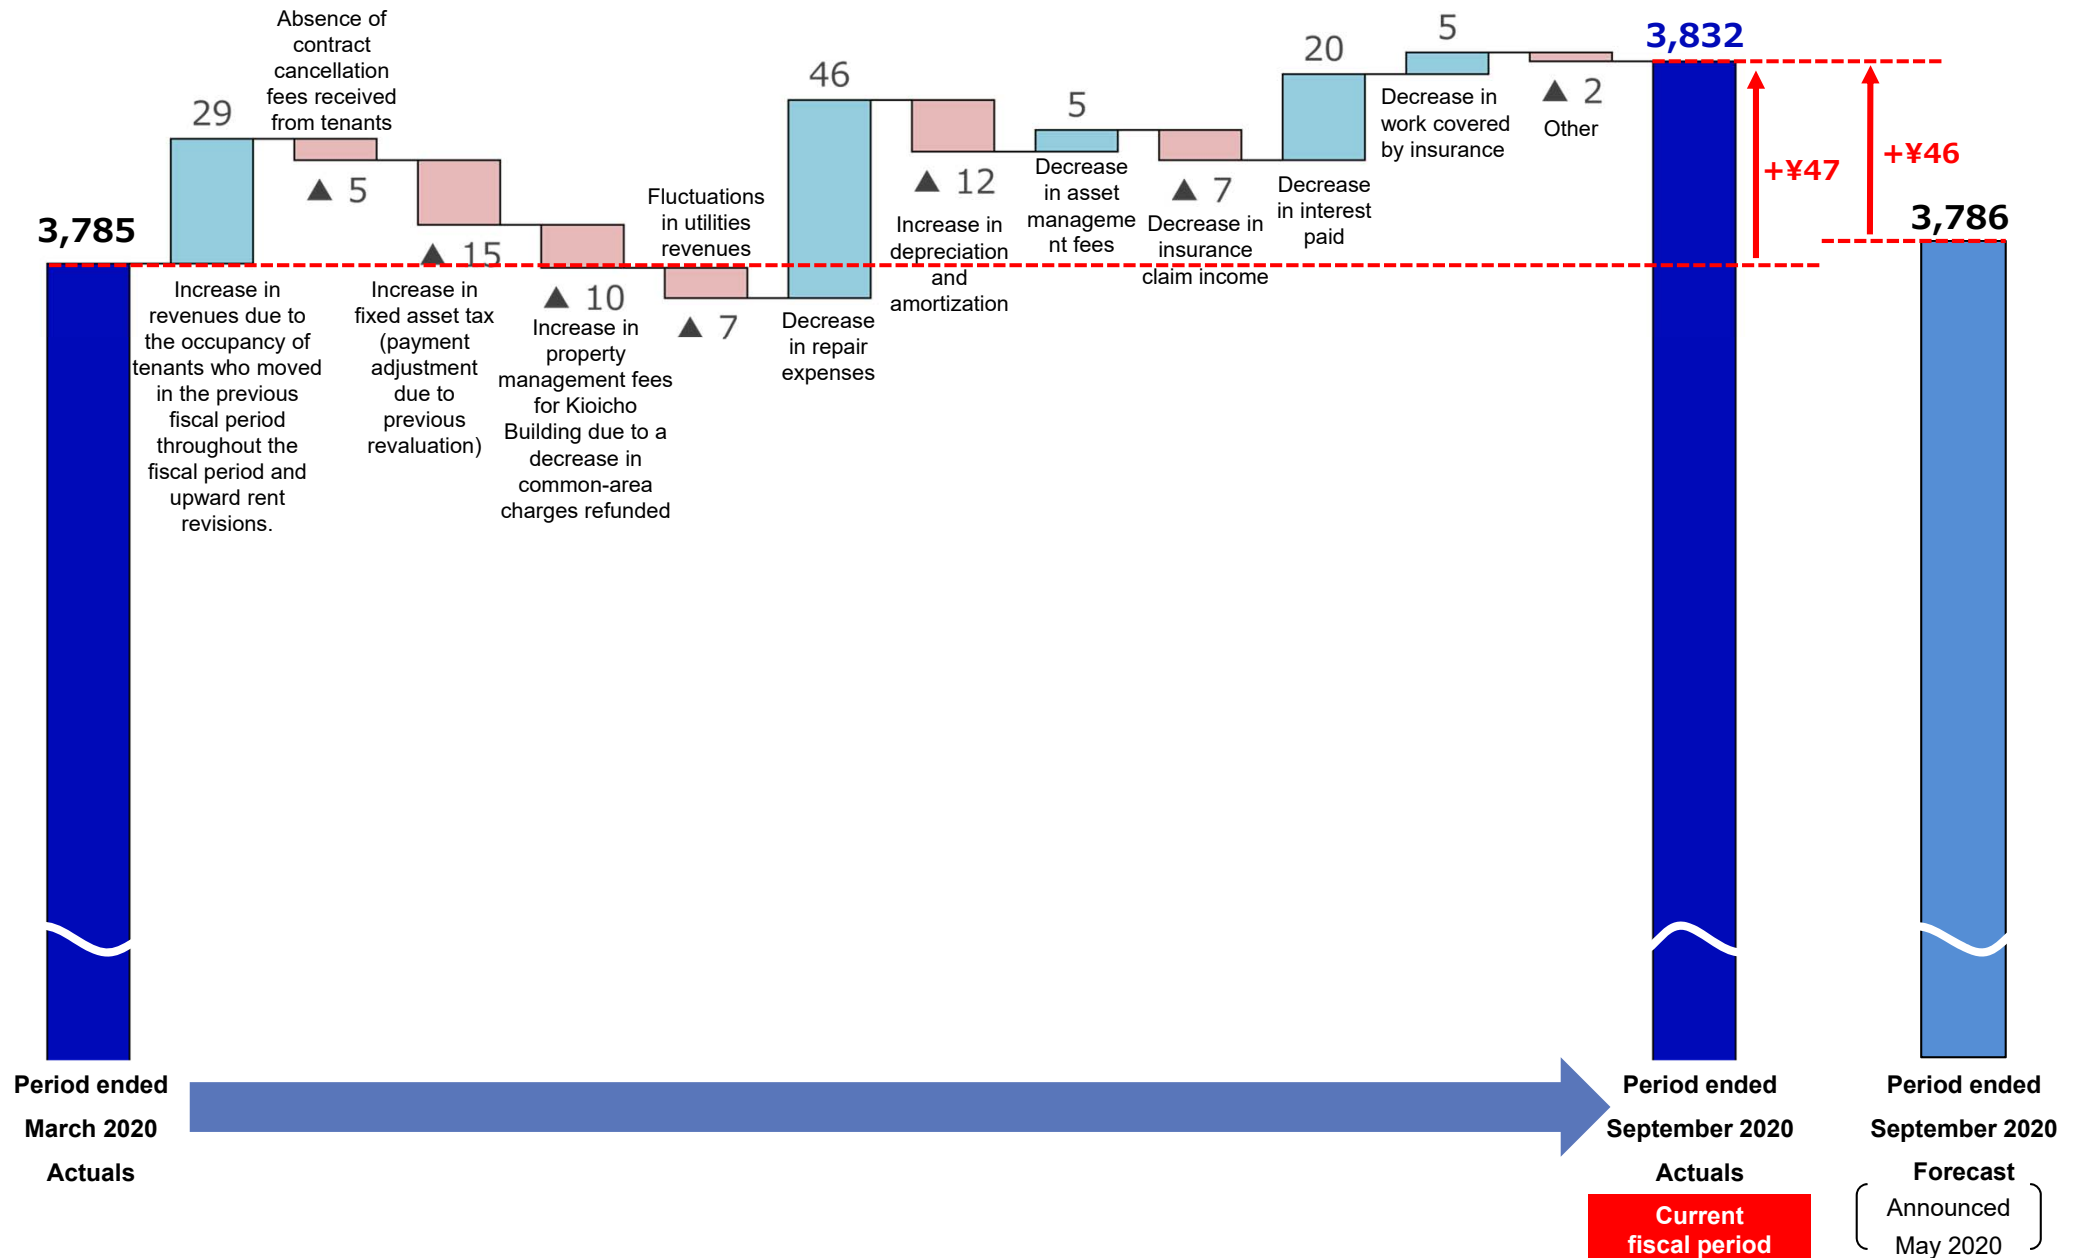 3,785
29
Increase in
revenues due to
the occupancy of
tenants who moved
in the previous
fiscal period
throughout the
fiscal period and
upward rent
revisions.
Absence of
contract
cancellation
fees received
from tenants
▲ 5
▲ 15
Increase in
fixed asset tax
(payment
adjustment
due to
previous
revaluation)
▲ 10
Increase in
property
management fees
for Kioicho
Building due to a
decrease in
common-area
charges refunded
Fluctuations
in utilities
revenues
▲ 7
46
Decrease
in repair
expenses
▲ 12
Increase in
depreciation
and
amortization
5
Decrease
in asset
manageme
nt fees
▲ 7
Decrease in
insurance
claim income
20
Decrease
in interest
paid
5
Decrease in
work covered
by insurance
▲ 2
Other
3,832
+¥47
+¥46
3,786
Period ended
March 2020
Actuals
Period ended
September 2020
Actuals
Current
fiscal period
Period ended
September 2020
Forecast
Announced
May 2020